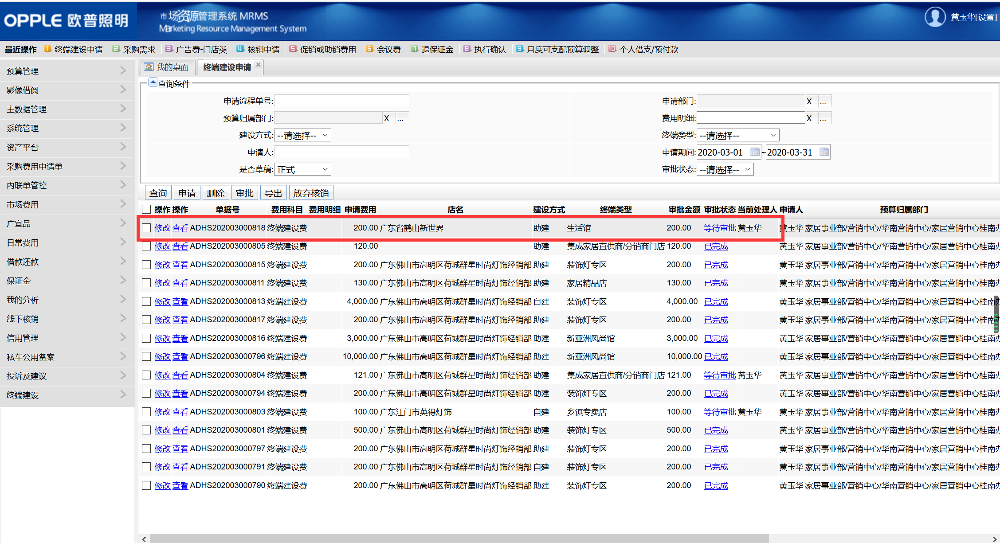 OPPLE 欧普照明
市场资源管理系统 MRMS
Marketing Resource Management System
黄玉华[设置]
最近操作 1 终端建设申请 2 采购需求 3 广告费-门店类 4 核销申请 5 促销或助销费用 6 会议费 7 退保证金 8 执行确认 9 月度可支配预算调整 10 个人借支/预付款
预算管理
影像借阅
主数据管理
系统管理
资产平台
采购费用申请单
内联单管控
市场费用
广宣品
日常费用
借款还款
保证金
我的分析
线下核销
信用管理
私车公用备案
投诉及建议
终端建设
我的桌面 终端建设申请
查询条件
申请流程单号: 申请部门: X ...
预算归属部门: X ... 费用明细: X ...
建设方式: --请选择-- 终端类型: --请选择--
申请人: 申请期间: 2020-03-01 ~ 2020-03-31
是否草稿: 正式 审批状态: --请选择--
查询 申请 删除 审批 导出 放弃核销
操作 操作 单据号 费用科目 费用明细 申请费用 店名 建设方式 终端类型 审批金额 审批状态 当前处理人 申请人 预算归属部门
修改 查看 ADHS202003000818 终端建设费 200.00 广东省鹤山新世界 助建 生活馆 200.00 等待审批 黄玉华 黄玉华 家居事业部/营销中心/华南营销中心/家居营销中心桂南办
修改 查看 ADHS202003000805 终端建设费 120.00 助建 集成家居直供商/分销商门店 120.00 已完成 黄玉华 家居事业部/营销中心/华南营销中心/家居营销中心桂南办
修改 查看 ADHS202003000815 终端建设费 200.00 广东佛山市高明区荷城群星时尚灯饰经销部 助建 装饰灯专区 200.00 已完成 黄玉华 家居事业部/营销中心/华南营销中心/家居营销中心桂南办
修改 查看 ADHS202003000811 终端建设费 130.00 广东佛山市高明区荷城群星时尚灯饰经销部 助建 家居精品店 130.00 已完成 黄玉华 家居事业部/营销中心/华南营销中心/家居营销中心桂南办
修改 查看 ADHS202003000813 终端建设费 4,000.00 广东佛山市高明区荷城群星时尚灯饰经销部 自建 装饰灯专区 4,000.00 已完成 黄玉华 家居事业部/营销中心/华南营销中心/家居营销中心桂南办
修改 查看 ADHS202003000817 终端建设费 200.00 广东佛山市高明区荷城群星时尚灯饰经销部 助建 装饰灯专区 200.00 已完成 黄玉华 家居事业部/营销中心/华南营销中心/家居营销中心桂南办
修改 查看 ADHS202003000816 终端建设费 3,000.00 广东佛山市高明区荷城群星时尚灯饰经销部 助建 新亚洲风尚馆 3,000.00 已完成 黄玉华 家居事业部/营销中心/华南营销中心/家居营销中心桂南办
修改 查看 ADHS202003000796 终端建设费 10,000.00 广东佛山市高明区荷城群星时尚灯饰经销部 助建 新亚洲风尚馆 10,000.00 已完成 黄玉华 家居事业部/营销中心/华南营销中心/家居营销中心桂南办
修改 查看 ADHS202003000804 终端建设费 121.00 广东佛山市高明区荷城群星时尚灯饰经销部 助建 集成家居直供商/分销商门店 121.00 等待审批 黄玉华 黄玉华 家居事业部/营销中心/华南营销中心/家居营销中心桂南办
修改 查看 ADHS202003000794 终端建设费 200.00 广东佛山市高明区荷城群星时尚灯饰经销部 助建 装饰灯专区 200.00 已完成 黄玉华 家居事业部/营销中心/华南营销中心/家居营销中心桂南办
修改 查看 ADHS202003000803 终端建设费 100.00 广东江门市英得灯饰 自建 乡镇专卖店 100.00 等待审批 黄玉华 黄玉华 家居事业部/营销中心/华南营销中心/家居营销中心桂南办
修改 查看 ADHS202003000801 终端建设费 500.00 广东佛山市高明区荷城群星时尚灯饰经销部 助建 装饰灯专区 500.00 已完成 黄玉华 家居事业部/营销中心/华南营销中心/家居营销中心桂南办
修改 查看 ADHS202003000797 终端建设费 200.00 广东佛山市高明区荷城群星时尚灯饰经销部 助建 装饰灯专区 200.00 已完成 黄玉华 家居事业部/营销中心/华南营销中心/家居营销中心桂南办
修改 查看 ADHS202003000791 终端建设费 200.00 广东佛山市高明区荷城群星时尚灯饰经销部 自建 装饰灯专区 200.00 已完成 黄玉华 家居事业部/营销中心/华南营销中心/家居营销中心桂南办
修改 查看 ADHS202003000790 终端建设费 200.00 广东佛山市高明区荷城群星时尚灯饰经销部 助建 装饰灯专区 200.00 已完成 黄玉华 家居事业部/营销中心/华南营销中心/家居营销中心桂南办